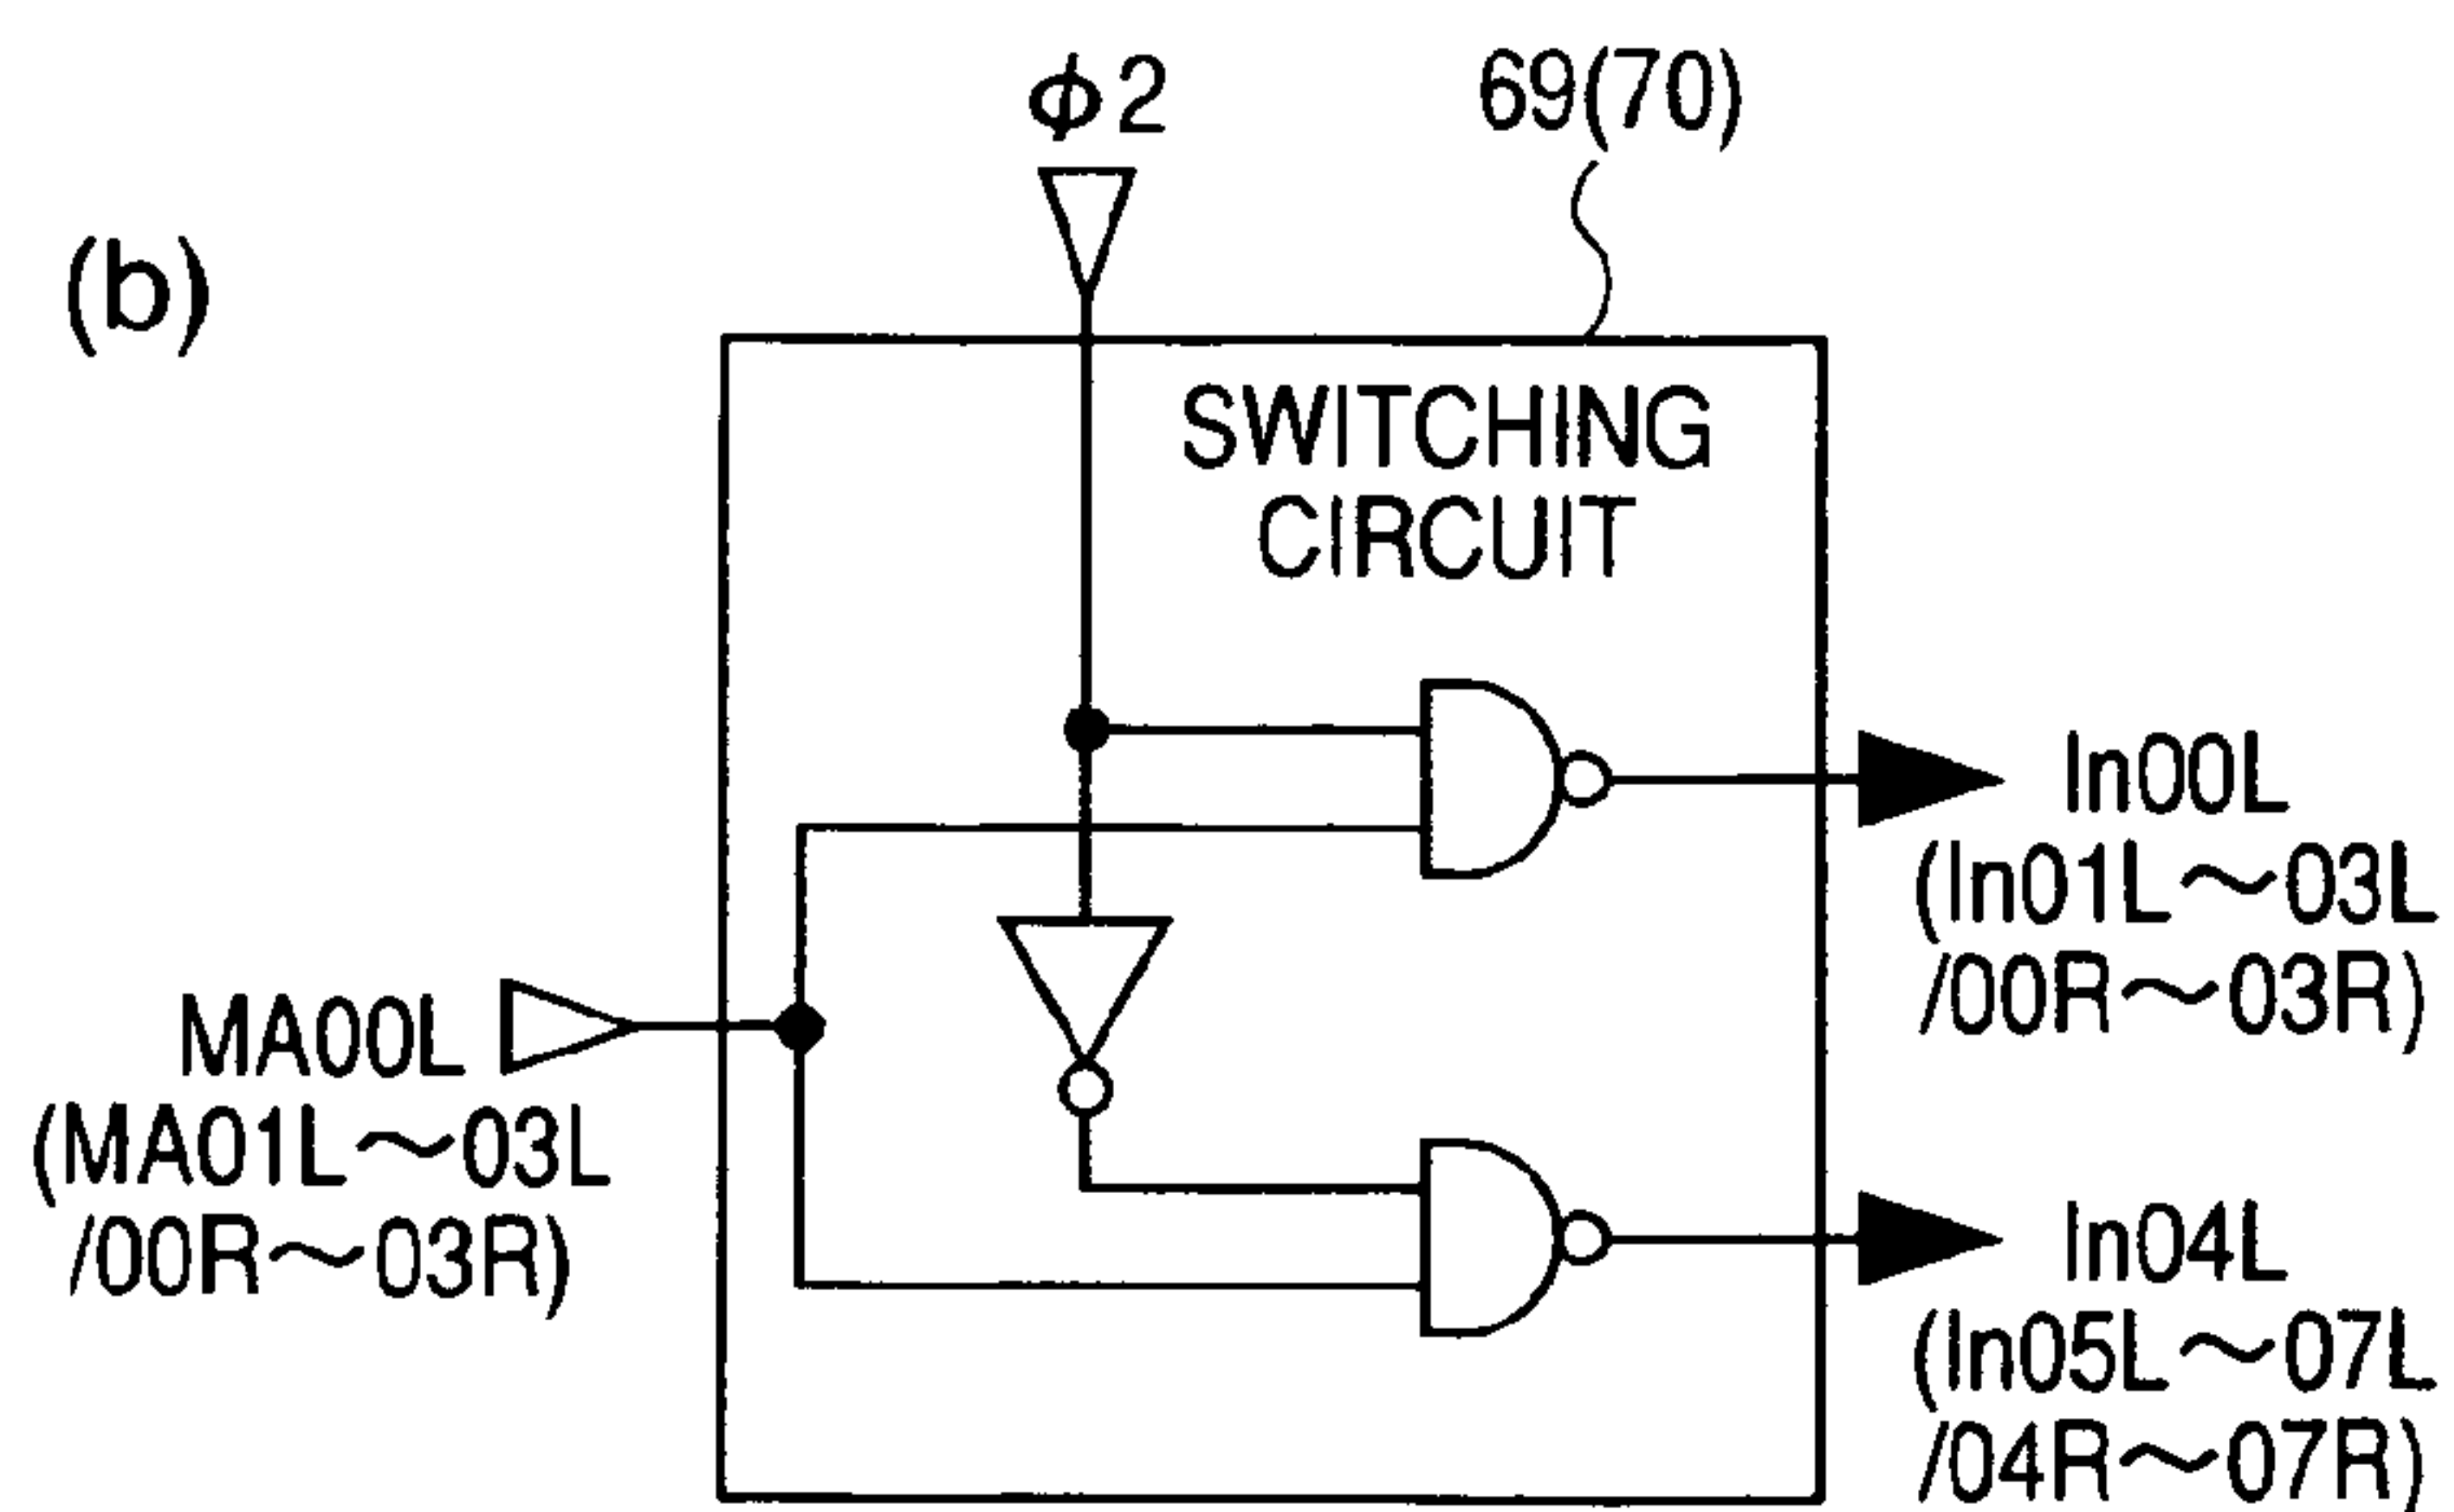 ϕ2
69(70)
(b)
SWITCHING
CIRCUIT
In00L
(In01L～03L
/00R～03R)
MA00L
(MA01L～03L
/00R～03R)
In04L
(In05L～07L
/04R～07R)